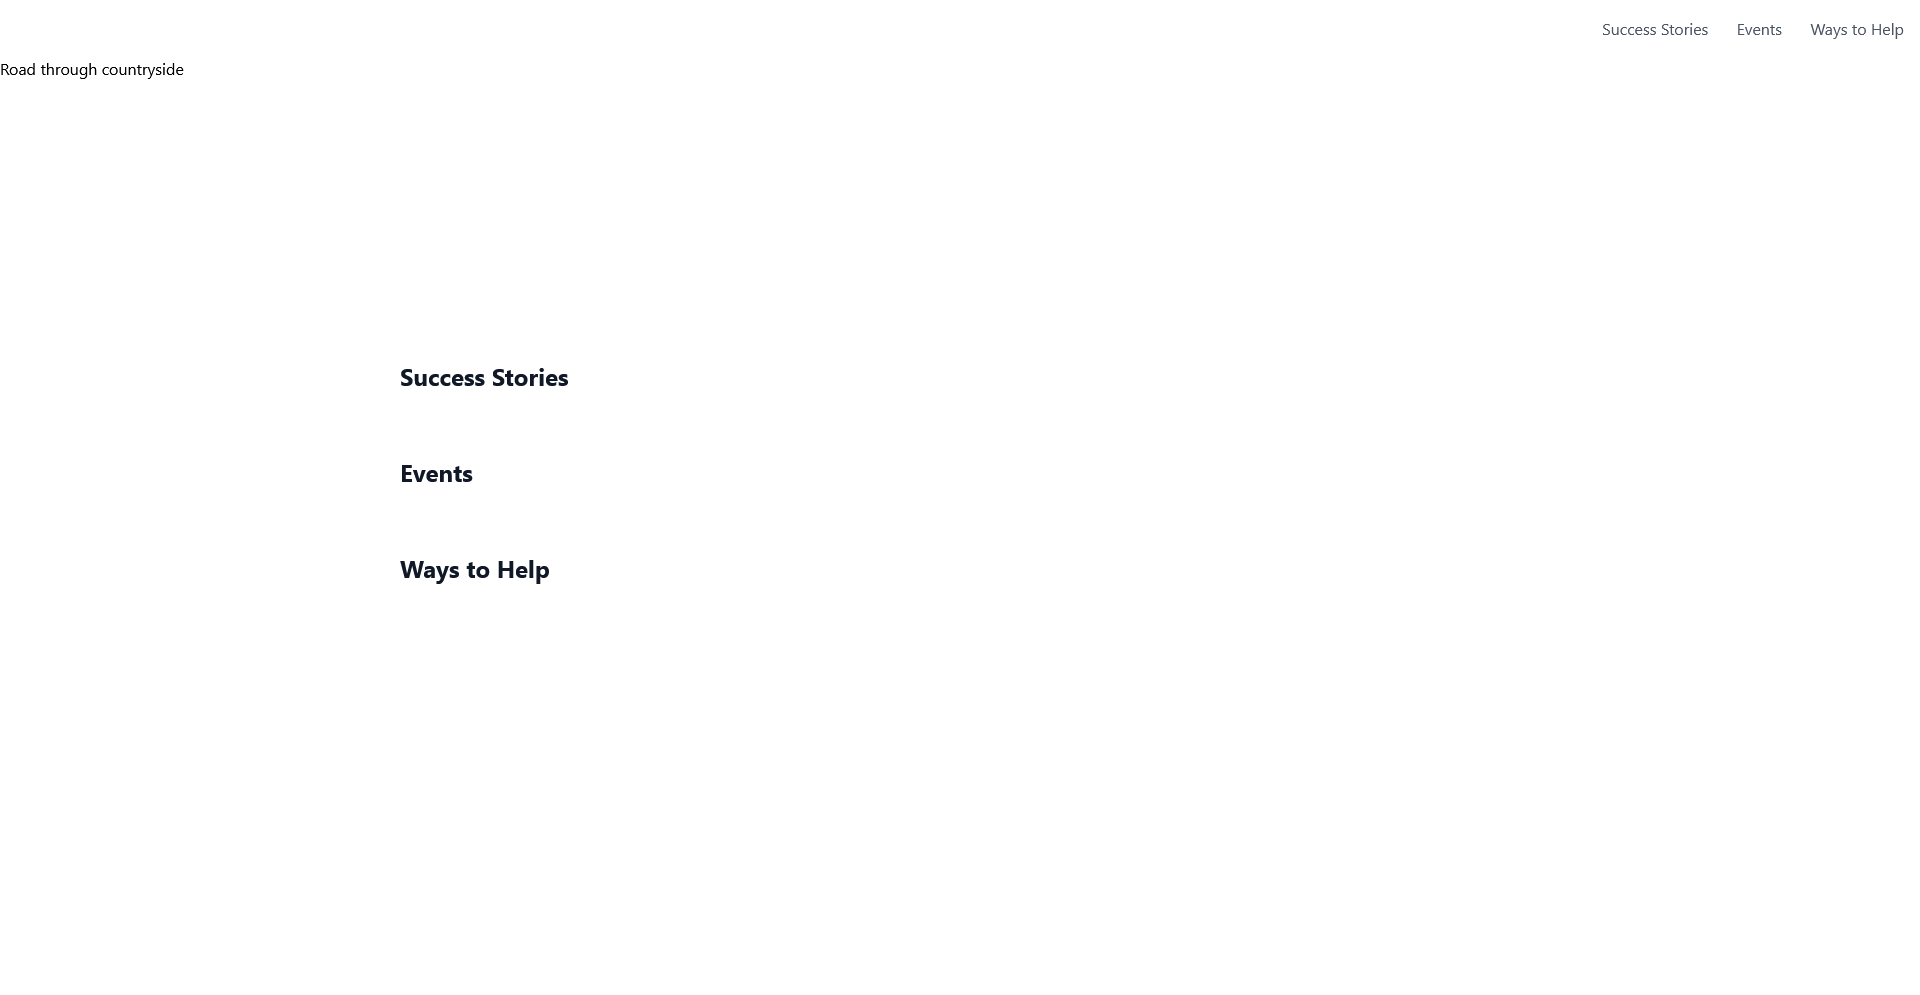 Success Stories Events Ways to Help
Road through countryside
Success Stories
Events
Ways to Help